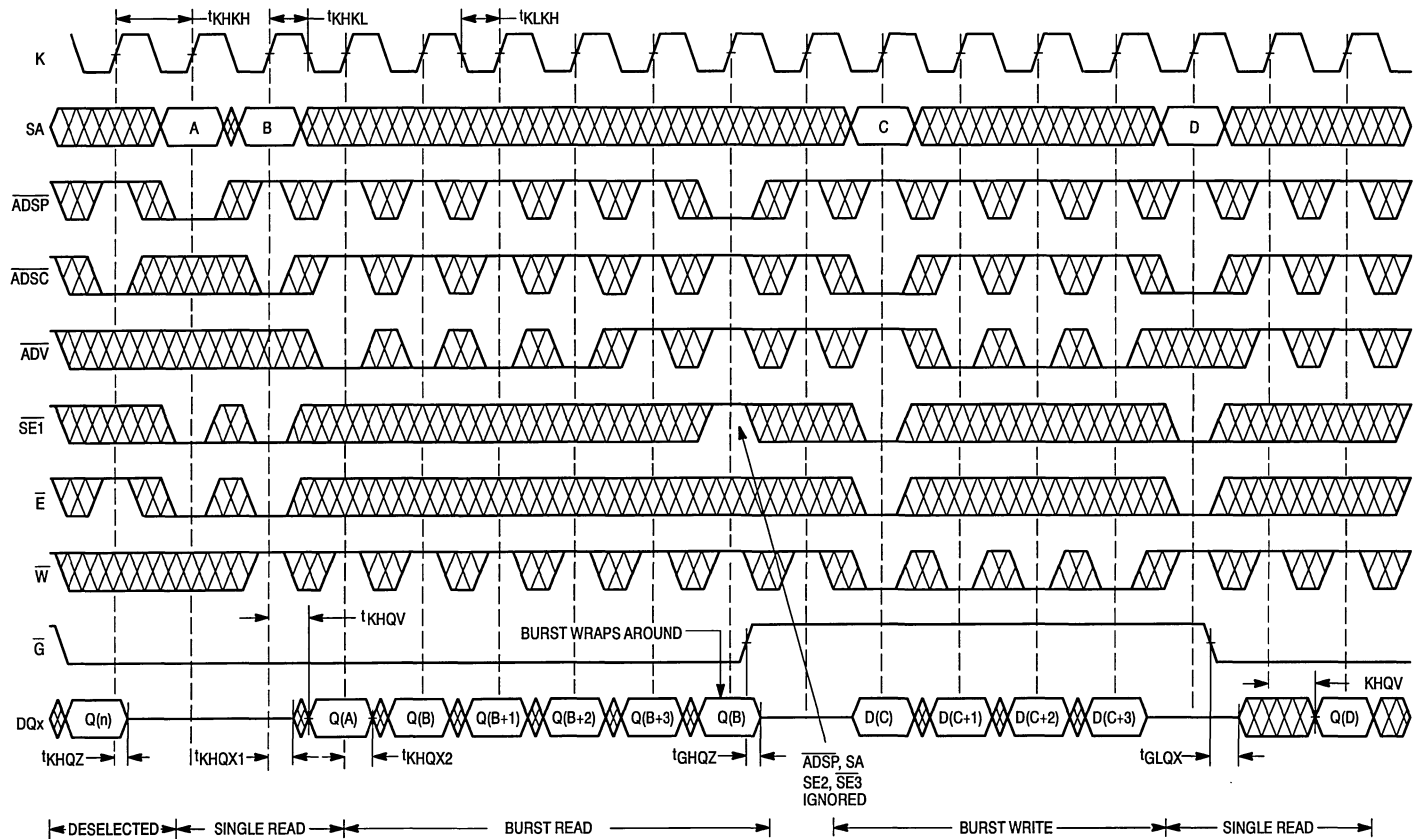 tKHKH tKHKL tKLKH
K
SA A B C D
ADSP
ADSC
ADV
SE1
E
W
tKHQV
BURST WRAPS AROUND
G
KHQV
DQx Q(n) Q(A) Q(B) Q(B+1) Q(B+2) Q(B+3) Q(B) D(C) D(C+1) D(C+2) D(C+3) Q(D)
tKHQZ tKHQX1 tKHQX2 tGHQZ tGLQX
ADSP, SA
SE2, SE3
IGNORED
DESELECTED SINGLE READ BURST READ BURST WRITE SINGLE READ